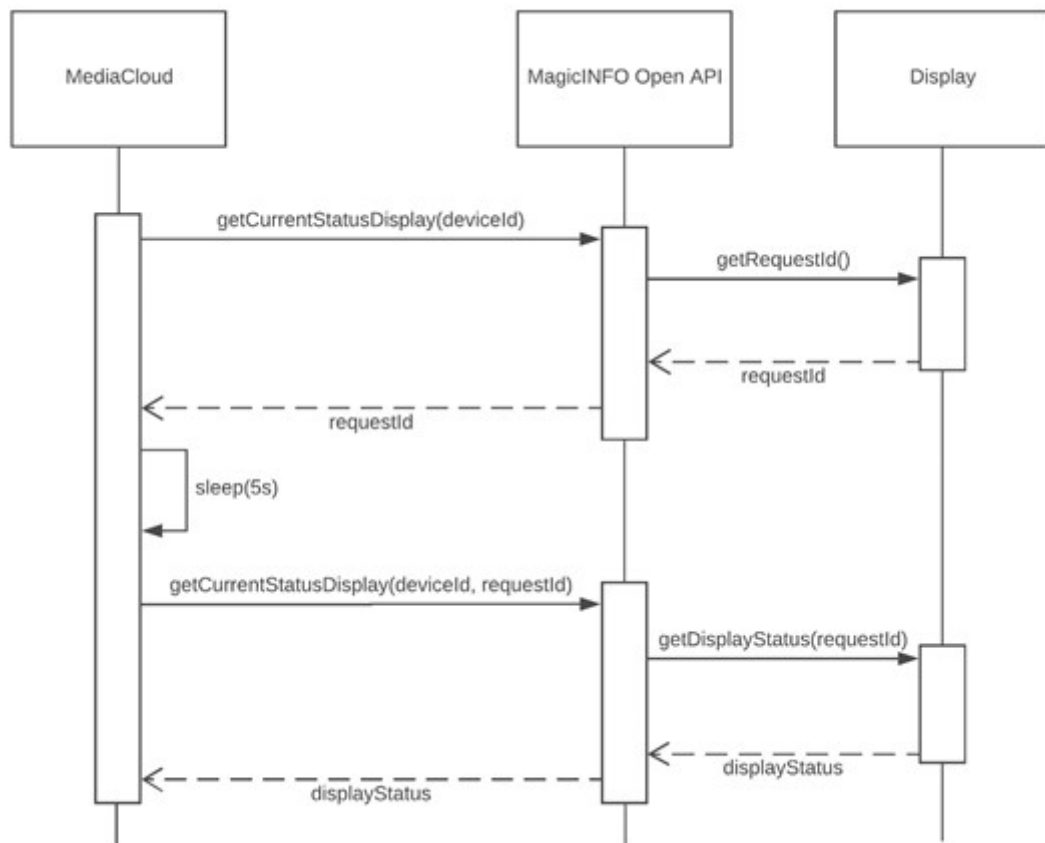 MediaCloud
MagicINFO Open API
Display
getCurrentStatusDisplay(deviceId)
getRequestId()
requestId
requestId
sleep(5s)
getCurrentStatusDisplay(deviceId, requestId)
getDisplayStatus(requestId)
displayStatus
displayStatus